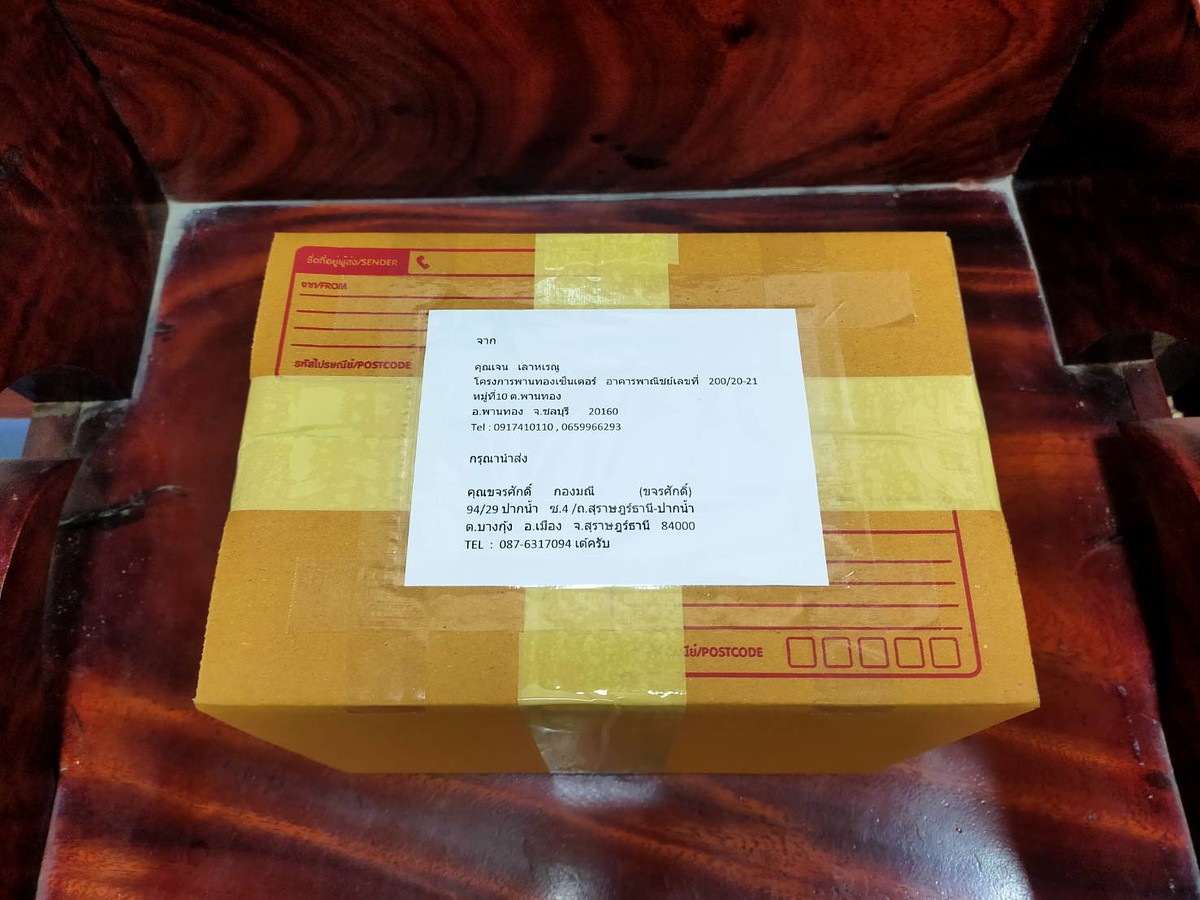 ชื่อที่อยู่ผู้ส่ง/SENDER
จาก/FROM
รหัสไปรษณีย์/POSTCODE
จาก
คุณเจน เลาหเรณู
โครงการพานทองเซ็นเตอร์ อาคารพาณิชย์เลขที่ 200/20-21
หมู่ที่10 ต.พานทอง
อ.พานทอง จ.ชลบุรี 20160
Tel : 0917410110 , 0659966293
กรุณานำส่ง
คุณขจรศักดิ์ กองมณี (ขจรศักดิ์)
94/29 ปากน้ำ ซ.4 /ถ.สุราษฎร์ธานี-ปากน้ำ
ต.บางกุ้ง อ.เมือง จ.สุราษฎร์ธานี 84000
TEL : 087-6317094 เด้ครับ
ณีย์/POSTCODE